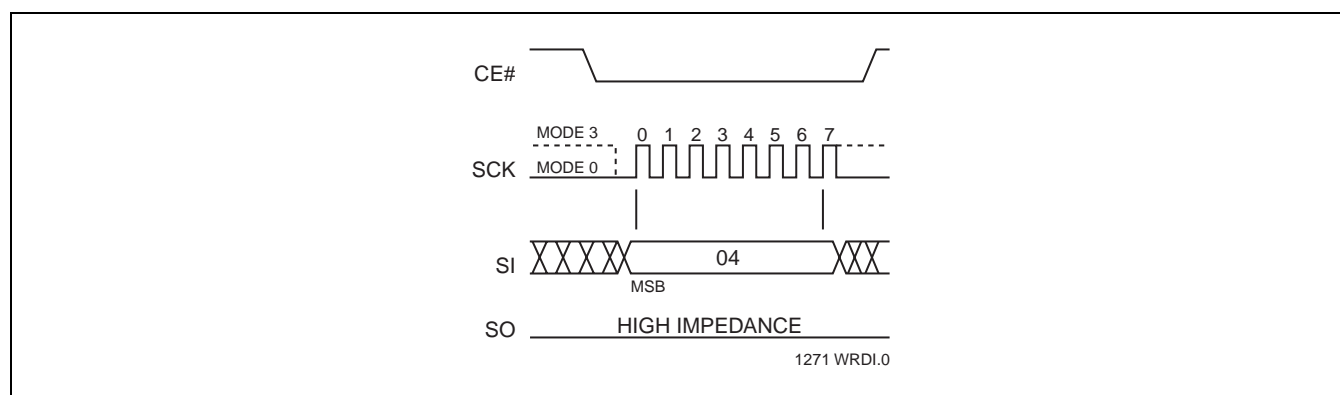 CE#
MODE 3 0 1 2 3 4 5 6 7
SCK MODE 0
SI 04
MSB
SO HIGH IMPEDANCE
1271 WRDI.0